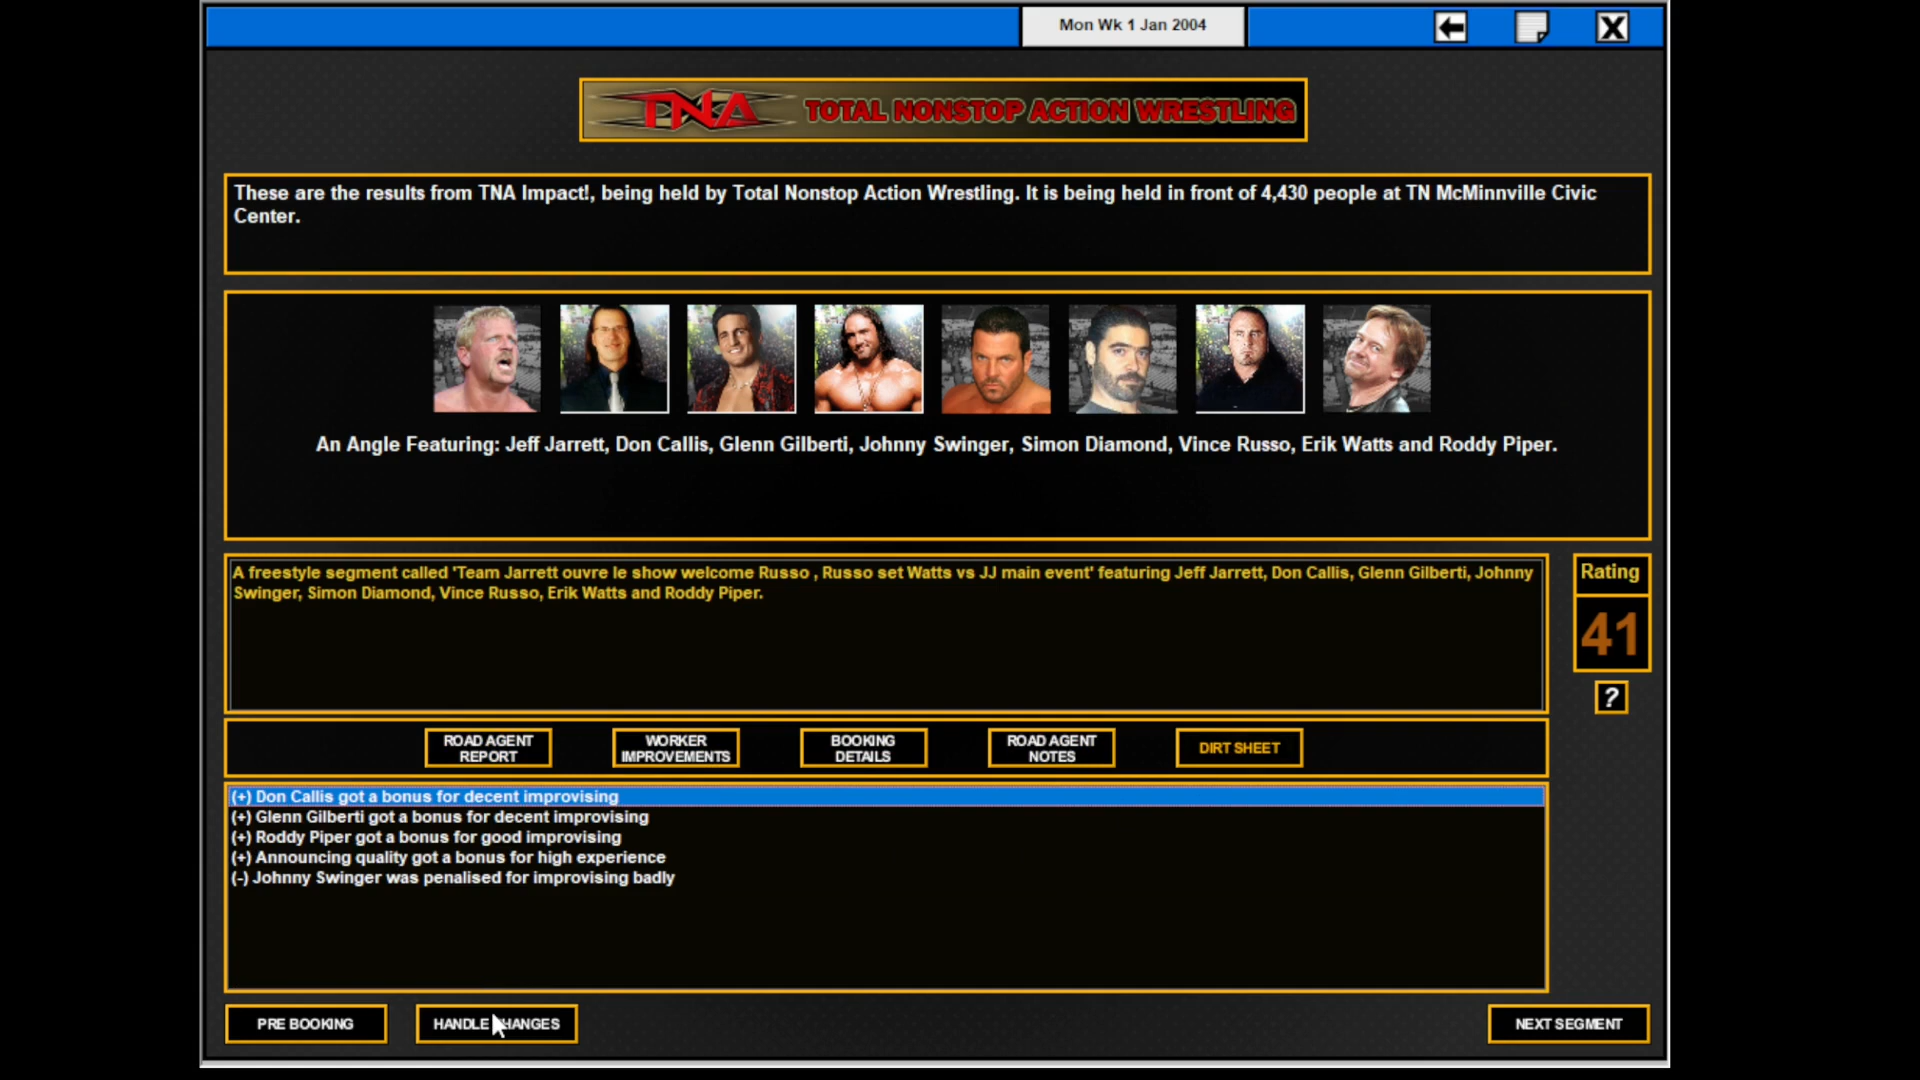 Mon Wk 1 Jan 2004
TNA TOTAL NONSTOP ACTION WRESTLING
These are the results from TNA Impact!, being held by Total Nonstop Action Wrestling. It is being held in front of 4,430 people at TN McMinnville Civic
Center.
An Angle Featuring: Jeff Jarrett, Don Callis, Glenn Gilberti, Johnny Swinger, Simon Diamond, Vince Russo, Erik Watts and Roddy Piper.
A freestyle segment called 'Team Jarrett ouvre le show welcome Russo , Russo set Watts vs JJ main event' featuring Jeff Jarrett, Don Callis, Glenn Gilberti, Johnny
Swinger, Simon Diamond, Vince Russo, Erik Watts and Roddy Piper.
Rating
41
?
ROAD AGENT
REPORT
WORKER
IMPROVEMENTS
BOOKING
DETAILS
ROAD AGENT
NOTES
DIRT SHEET
(+) Don Callis got a bonus for decent improvising
(+) Glenn Gilberti got a bonus for decent improvising
(+) Roddy Piper got a bonus for good improvising
(+) Announcing quality got a bonus for high experience
(-) Johnny Swinger was penalised for improvising badly
PRE BOOKING
HANDLE CHANGES
NEXT SEGMENT